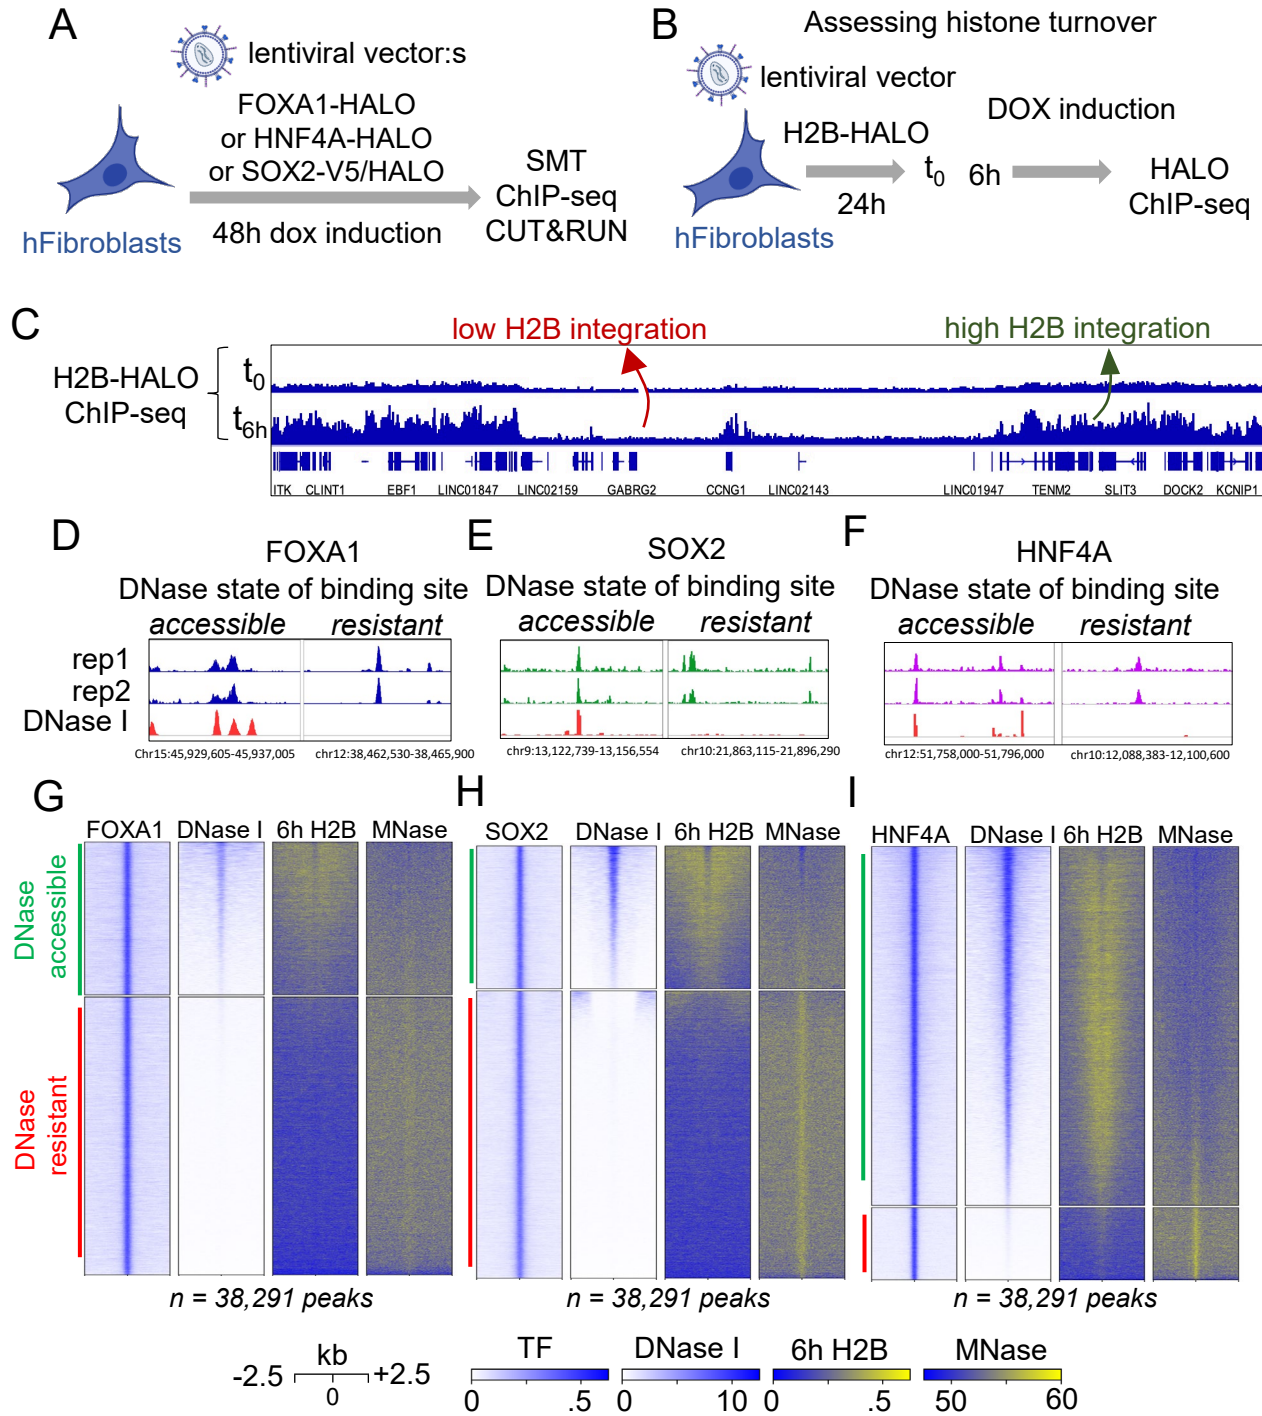 A
lentiviral vector:s
FOXA1-HALO
or HNF4A-HALO
or SOX2-V5/HALO
48h dox induction
hFibroblasts
SMT
ChIP-seq
CUT&RUN
B
Assessing histone turnover
lentiviral vector
H2B-HALO
24h
hFibroblasts
t0
6h
DOX induction
HALO
ChIP-seq
C
low H2B integration
high H2B integration
H2B-HALO
ChIP-seq
t0
t6h
ITK CLINT1 EBF1 LINC01847 LINC02159 GABRG2 CCNG1 LINC02143 LINC01947 TENM2 SLIT3 DOCK2 KCNIP1
D
FOXA1
DNase state of binding site
accessible resistant
rep1
rep2
DNase I
chr15:45,929,605-45,937,005 chr12:38,462,530-38,465,900
E
SOX2
DNase state of binding site
accessible resistant
chr9:13,122,739-13,156,554 chr10:21,863,115-21,896,290
F
HNF4A
DNase state of binding site
accessible resistant
chr12:51,758,000-51,796,000 chr10:12,088,383-12,100,600
G
FOXA1 DNase I 6h H2B MNase
DNase
accessible
DNase
resistant
n = 38,291 peaks
H
SOX2 DNase I 6h H2B MNase
n = 38,291 peaks
I
HNF4A DNase I 6h H2B MNase
n = 38,291 peaks
kb
-2.5 +2.5
0
TF DNase I 6h H2B MNase
0 .5 0 10 0 .5 50 60